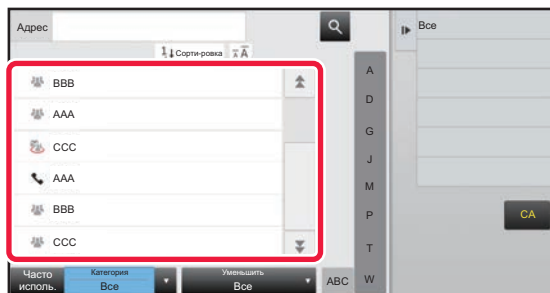 Адрес
Все
Сорти-ровка
A
BBB
D
AAA
G
CCC
J
AAA
M
BBB
P
CA
CCC
T
Часто
исполь.
Категория
Все
Уменьшить
Все
ABC
W